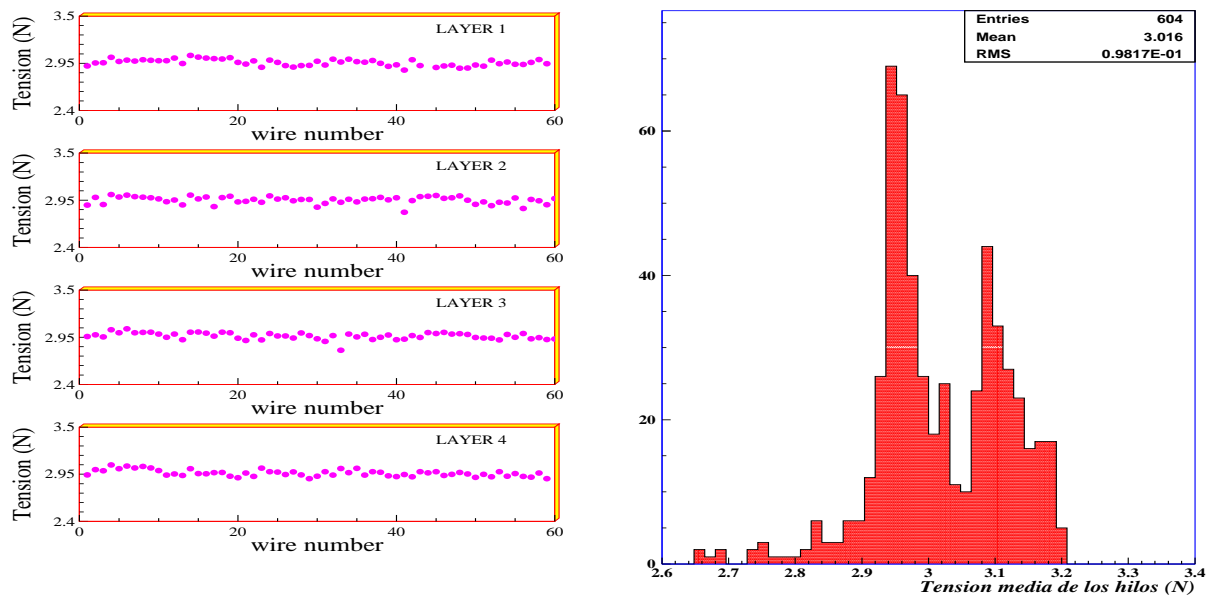 3.5
LAYER 1
Tension (N)
2.95
2.4
0 20 40 60
wire number
3.5
LAYER 2
Tension (N)
2.95
2.4
0 20 40 60
wire number
3.5
LAYER 3
Tension (N)
2.95
2.4
0 20 40 60
wire number
3.5
LAYER 4
Tension (N)
2.95
2.4
0 20 40 60
wire number
Entries 604
Mean 3.016
RMS 0.9817E-01
60
40
20
0
2.6 2.7 2.8 2.9 3 3.1 3.2 3.3 3.4
Tension media de los hilos (N)